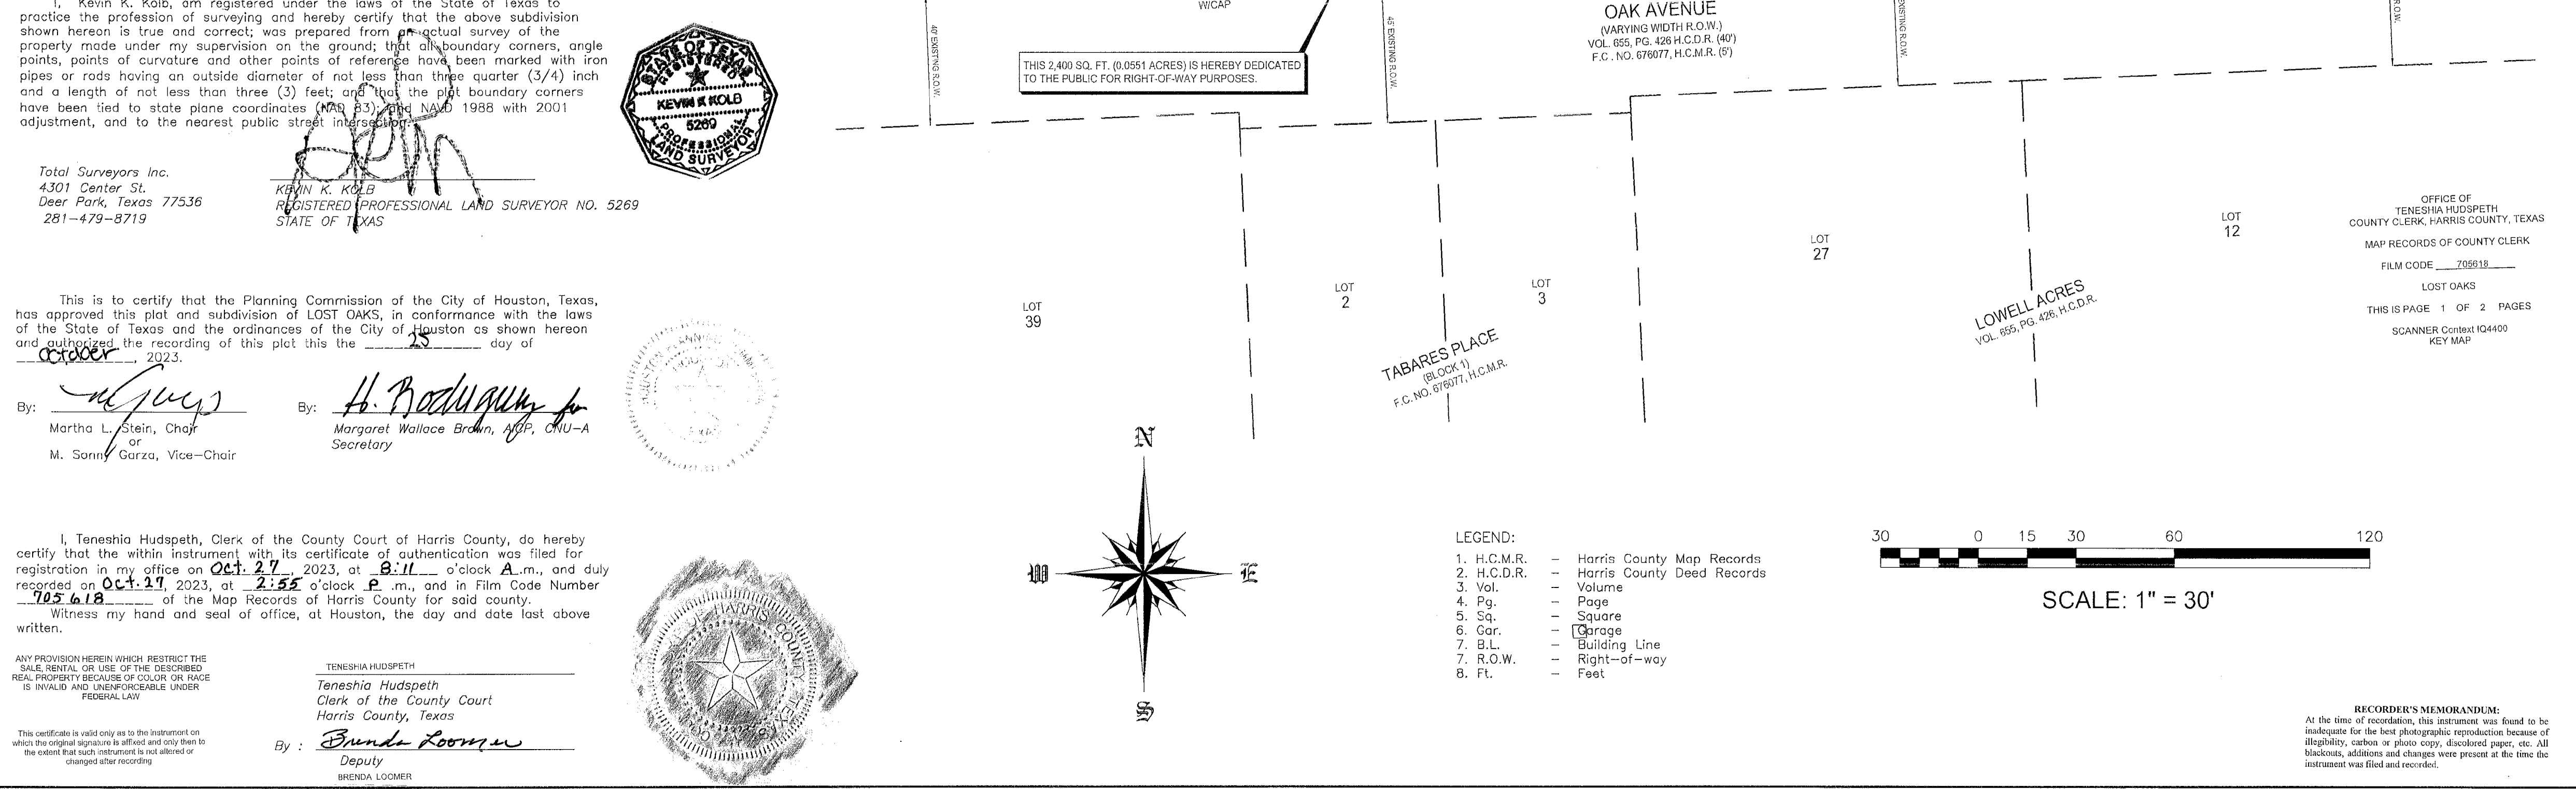 I, Kevin K. Kolb, am registered under the laws of the State of Texas to
practice the profession of surveying and hereby certify that the above subdivision
shown hereon is true and correct; was prepared from an actual survey of the
property made under my supervision on the ground; that all boundary corners, angle
points, points of curvature and other points of reference have been marked with iron
pipes or rods having an outside diameter of not less than three quarter (3/4) inch
and a length of not less than three (3) feet; and that the plat boundary corners
have been tied to state plane coordinates (NAD 83); and NAVD 1988 with 2001
adjustment, and to the nearest public street intersection.
STATE OF TEXAS
REGISTERED
KEVIN K KOLB
5269
PROFESSIONAL
LAND SURVEYOR
Total Surveyors Inc.
4301 Center St.
Deer Park, Texas 77536
281-479-8719
KEVIN K. KOLB
REGISTERED PROFESSIONAL LAND SURVEYOR NO. 5269
STATE OF TEXAS
This is to certify that the Planning Commission of the City of Houston, Texas,
has approved this plat and subdivision of LOST OAKS, in conformance with the laws
of the State of Texas and the ordinances of the City of Houston as shown hereon
and authorized the recording of this plat this the 25 day of
October, 2023.
By:
Martha L. Stein, Chair
or
M. Sonny Garza, Vice-Chair
By: H. Rodriguez for
Margaret Wallace Brown, AICP, CNU-A
Secretary
I, Teneshia Hudspeth, Clerk of the County Court of Harris County, do hereby
certify that the within instrument with its certificate of authentication was filed for
registration in my office on Oct. 27, 2023, at 8:11 o'clock A.m., and duly
recorded on Oct. 27, 2023, at 2:55 o'clock P.m., and in Film Code Number
705618 of the Map Records of Harris County for said county.
Witness my hand and seal of office, at Houston, the day and date last above
written.
ANY PROVISION HEREIN WHICH RESTRICT THE
SALE, RENTAL OR USE OF THE DESCRIBED
REAL PROPERTY BECAUSE OF COLOR OR RACE
IS INVALID AND UNENFORCEABLE UNDER
FEDERAL LAW
This certificate is valid only as to the instrument on
which the original signature is affixed and only then to
the extent that such instrument is not altered or
changed after recording
TENESHIA HUDSPETH
Teneshia Hudspeth
Clerk of the County Court
Harris County, Texas
By : Brenda Loomer
Deputy
BRENDA LOOMER
HARRIS COUNTY, TEXAS
W/CAP
40' EXISTING R.O.W.
THIS 2,400 SQ. FT. (0.0551 ACRES) IS HEREBY DEDICATED
TO THE PUBLIC FOR RIGHT-OF-WAY PURPOSES.
45' EXISTING R.O.W.
OAK AVENUE
(VARYING WIDTH R.O.W.)
VOL. 655, PG. 426 H.C.D.R. (40')
F.C. NO. 676077, H.C.M.R. (5')
EXISTING R.O.W.
R.O.W.
LOT
39
LOT
2
LOT
3
LOT
27
LOT
12
TABARES PLACE
(BLOCK 1)
F.C. NO. 676077, H.C.M.R.
LOWELL ACRES
VOL. 655, PG. 426, H.C.D.R.
OFFICE OF
TENESHIA HUDSPETH
COUNTY CLERK, HARRIS COUNTY, TEXAS
MAP RECORDS OF COUNTY CLERK
FILM CODE 705618
LOST OAKS
THIS IS PAGE 1 OF 2 PAGES
SCANNER Context IQ4400
KEY MAP
N
W
E
S
LEGEND:
1. H.C.M.R. – Harris County Map Records
2. H.C.D.R. – Harris County Deed Records
3. Vol. – Volume
4. Pg. – Page
5. Sq. – Square
6. Gar. – Garage
7. B.L. – Building Line
7. R.O.W. – Right-of-way
8. Ft. – Feet
30 0 15 30 60 120
SCALE: 1" = 30'
RECORDER'S MEMORANDUM:
At the time of recordation, this instrument was found to be
inadequate for the best photographic reproduction because of
illegibility, carbon or photo copy, discolored paper, etc. All
blackouts, additions and changes were present at the time the
instrument was filed and recorded.